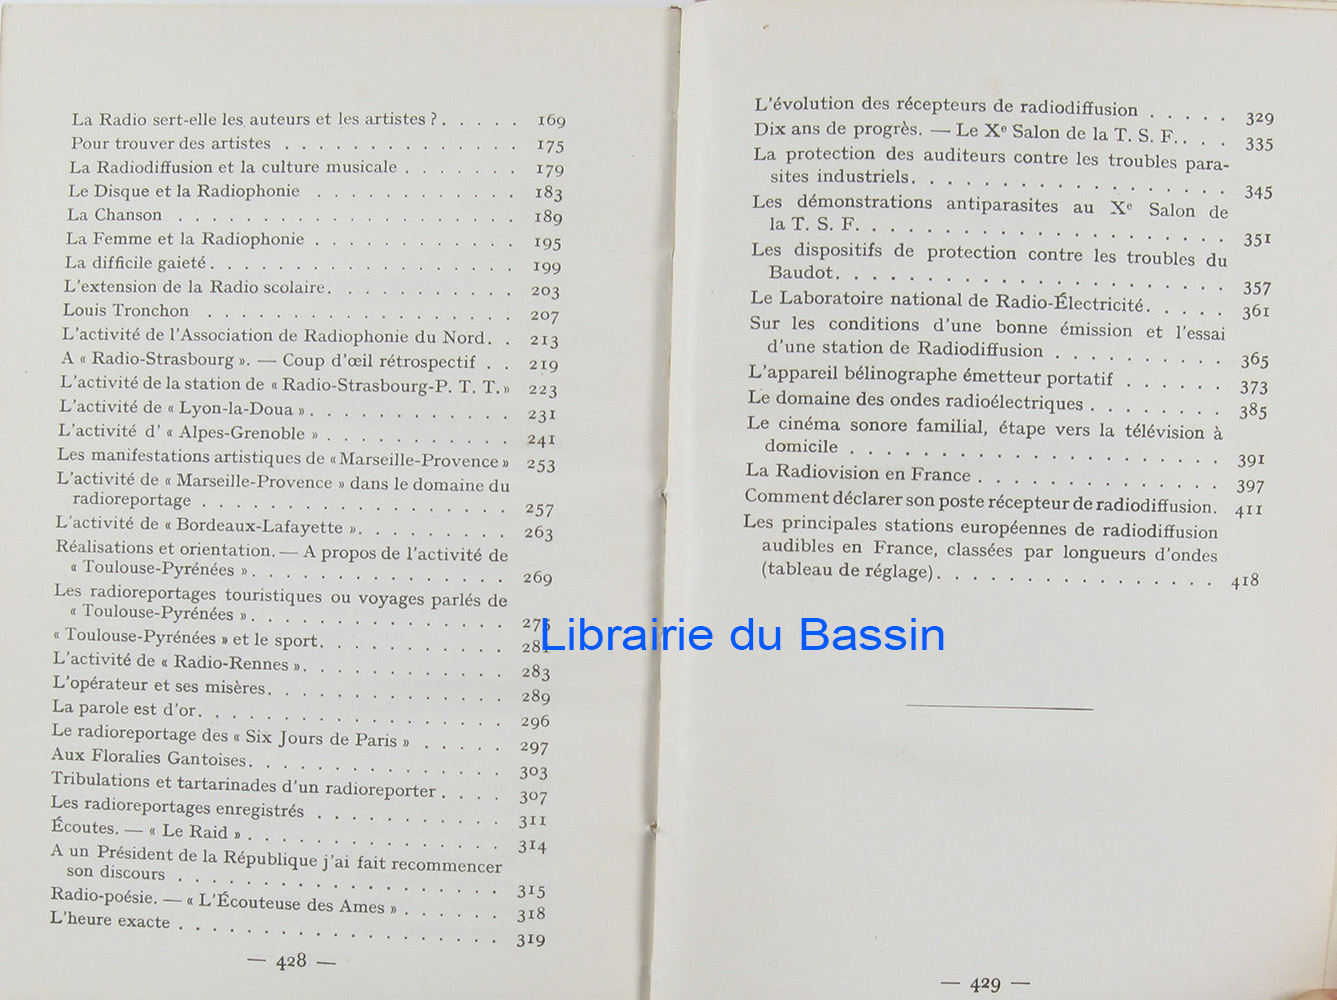 La Radio sert-elle les auteurs et les artistes ? . . . . . 169
Pour trouver des artistes . . . . . . . . . . . . 175
La Radiodiffusion et la culture musicale . . . . . . . 179
Le Disque et la Radiophonie . . . . . . . . . . . 183
La Chanson . . . . . . . . . . . . . . . . . . 189
La Femme et la Radiophonie . . . . . . . . . . . 195
La difficile gaieté . . . . . . . . . . . . . . . . 199
L'extension de la Radio scolaire . . . . . . . . . . 203
Louis Tronchon . . . . . . . . . . . . . . . . 207
L'activité de l'Association de Radiophonie du Nord . . 213
A « Radio-Strasbourg ». — Coup d'œil rétrospectif . . 219
L'activité de la station de « Radio-Strasbourg-P. T. T. » 223
L'activité de « Lyon-la-Doua » . . . . . . . . . . . 231
L'activité d' « Alpes-Grenoble » . . . . . . . . . . 241
Les manifestations artistiques de « Marseille-Provence » 253
L'activité de « Marseille-Provence » dans le domaine du
radioreportage . . . . . . . . . . . . . . . . 257
L'activité de « Bordeaux-Lafayette » . . . . . . . . . 263
Réalisations et orientation. — A propos de l'activité de
« Toulouse-Pyrénées » . . . . . . . . . . . . . . 269
Les radioreportages touristiques ou voyages parlés de
« Toulouse-Pyrénées » . . . . . . . . . . . . . . 275
« Toulouse-Pyrénées » et le sport . . . . . . . . . . 281
L'activité de « Radio-Rennes » . . . . . . . . . . . 283
L'opérateur et ses misères . . . . . . . . . . . . . 289
La parole est d'or . . . . . . . . . . . . . . . . 296
Le radioreportage des « Six Jours de Paris » . . . . . 297
Aux Floralies Gantoises . . . . . . . . . . . . . . 303
Tribulations et tartarinades d'un radioreporter . . . . 307
Les radioreportages enregistrés . . . . . . . . . . 311
Écoutes. — « Le Raid » . . . . . . . . . . . . . . 314
A un Président de la République j'ai fait recommencer
son discours . . . . . . . . . . . . . . . . . 315
Radio-poésie. — « L'Écouteuse des Ames » . . . . . . 318
L'heure exacte . . . . . . . . . . . . . . . . . 319
— 428 —
L'évolution des récepteurs de radiodiffusion . . . . . 329
Dix ans de progrès. — Le Xe Salon de la T. S. F. . . . 335
La protection des auditeurs contre les troubles para-
sites industriels . . . . . . . . . . . . . . . . . 345
Les démonstrations antiparasites au Xe Salon de
la T. S. F. . . . . . . . . . . . . . . . . . . . 351
Les dispositifs de protection contre les troubles du
Baudot . . . . . . . . . . . . . . . . . . . . 357
Le Laboratoire national de Radio-Électricité . . . . . 361
Sur les conditions d'une bonne émission et l'essai
d'une station de Radiodiffusion . . . . . . . . . . 365
L'appareil bélinographe émetteur portatif . . . . . . 373
Le domaine des ondes radioélectriques . . . . . . . . 385
Le cinéma sonore familial, étape vers la télévision à
domicile . . . . . . . . . . . . . . . . . . . 391
La Radiovision en France . . . . . . . . . . . . . 397
Comment déclarer son poste récepteur de radiodiffusion. 411
Les principales stations européennes de radiodiffusion
audibles en France, classées par longueurs d'ondes
(tableau de réglage) . . . . . . . . . . . . . . . 418
Librairie du Bassin
— 429 —